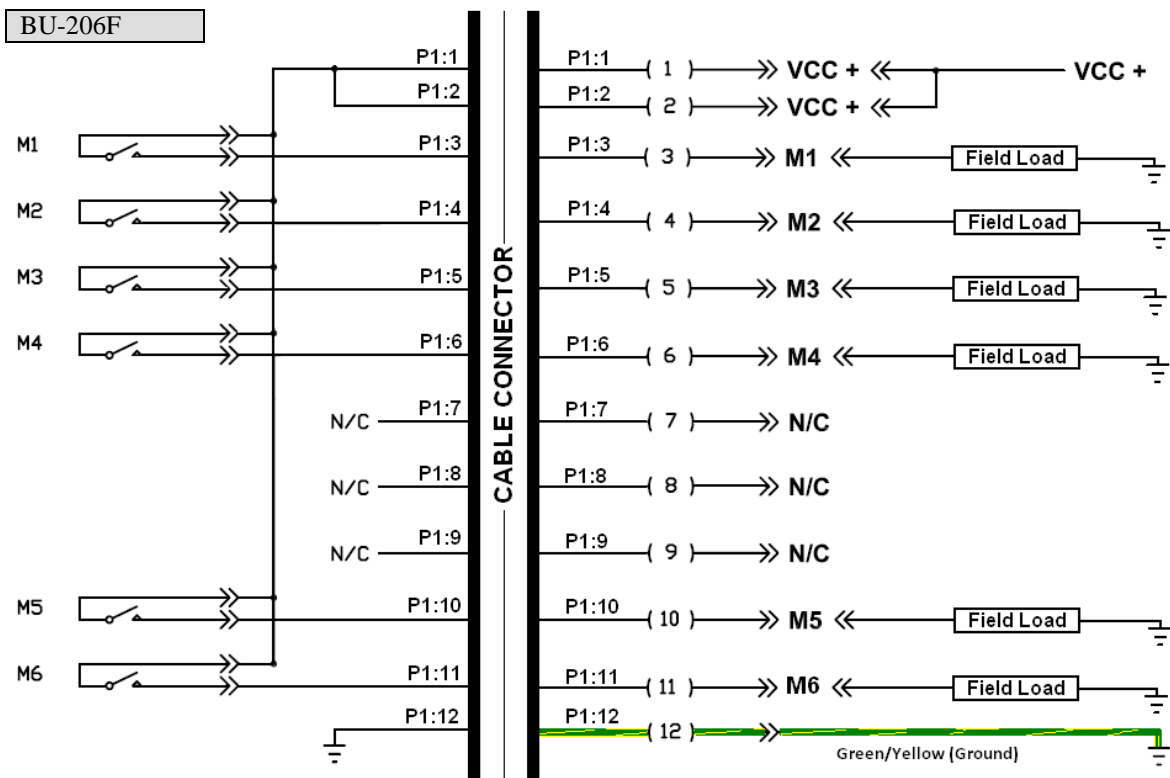 BU-206F
P1:1
P1:1
( 1 )
VCC +
VCC +
P1:2
P1:2
( 2 )
VCC +
M1
P1:3
P1:3
( 3 )
M1
Field Load
M2
P1:4
P1:4
( 4 )
M2
Field Load
M3
P1:5
P1:5
( 5 )
M3
Field Load
M4
P1:6
P1:6
( 6 )
M4
Field Load
CABLE CONNECTOR
N/C
P1:7
P1:7
( 7 )
N/C
N/C
P1:8
P1:8
( 8 )
N/C
N/C
P1:9
P1:9
( 9 )
N/C
M5
P1:10
P1:10
( 10 )
M5
Field Load
M6
P1:11
P1:11
( 11 )
M6
Field Load
P1:12
P1:12
( 12 )
Green/Yellow (Ground)